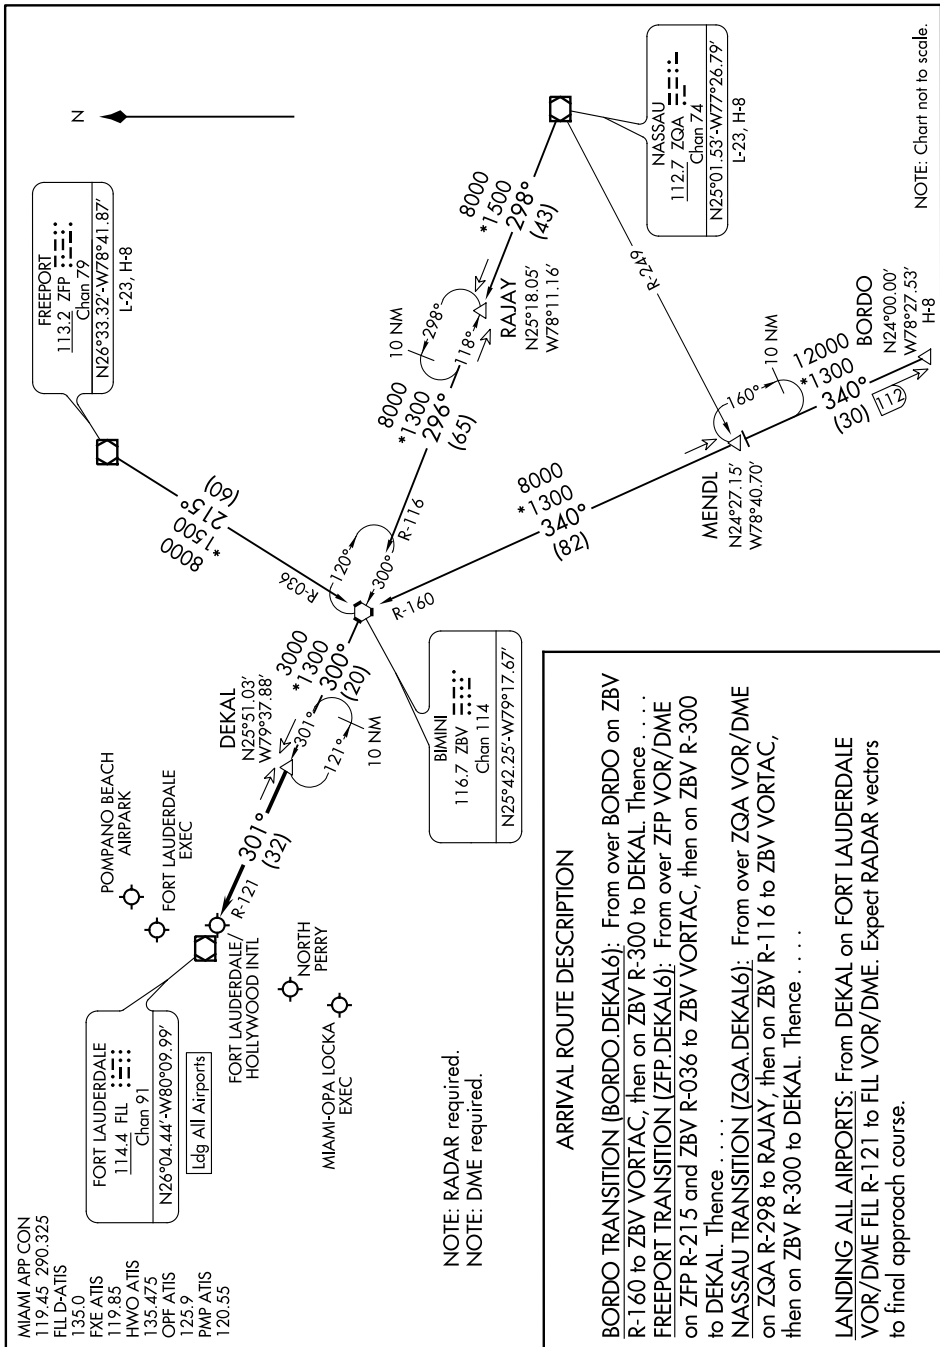 MIAMI APP CON
119.45 290.325
FLL D-ATIS
135.0
FXE ATIS
119.85
HWO ATIS
135.475
OPF ATIS
125.9
PMP ATIS
120.55
FORT LAUDERDALE
114.4 FLL
Chan 91
N26°04.44'-W80°09.99'
Ldg All Airports
POMPANO BEACH
AIRPARK
FORT LAUDERDALE
EXEC
FORT LAUDERDALE/
HOLLYWOOD INTL
NORTH
PERRY
MIAMI-OPA LOCKA
EXEC
R-121
301°
(32)
DEKAL
N25°51.03'
W79°37.88'
301°
121°
10 NM
3000
*1300
300°
(20)
FREEPORT
113.2 ZFP
Chan 79
N26°33.32'-W78°41.87'
L-23, H-8
N
8000
*1500
215°
(60)
R-036
120°
300°
R-116
R-160
BIMINI
116.7 ZBV
Chan 114
N25°42.25'-W79°17.67'
8000
*1300
296°
(65)
10 NM
298°
118°
RAJAY
N25°18.05'
W78°11.16'
8000
*1500
298°
(43)
NASSAU
112.7 ZQA
Chan 74
N25°01.53'-W77°26.79'
L-23, H-8
R-249
8000
*1300
340°
(82)
MENDL
N24°27.15'
W78°40.70'
160°
10 NM
12000
*1300
340°
(30)
112
BORDO
N24°00.00'
W78°27.53'
H-8
NOTE: Chart not to scale.
NOTE: RADAR required.
NOTE: DME required.
ARRIVAL ROUTE DESCRIPTION
BORDO TRANSITION (BORDO.DEKAL6): From over BORDO on ZBV
R-160 to ZBV VORTAC, then on ZBV R-300 to DEKAL. Thence . . . .
FREEPORT TRANSITION (ZFP.DEKAL6): From over ZFP VOR/DME
on ZFP R-215 and ZBV R-036 to ZBV VORTAC, then on ZBV R-300
to DEKAL. Thence . . . .
NASSAU TRANSITION (ZQA.DEKAL6): From over ZQA VOR/DME
on ZQA R-298 to RAJAY, then on ZBV R-116 to ZBV VORTAC,
then on ZBV R-300 to DEKAL. Thence . . . .
LANDING ALL AIRPORTS: From DEKAL on FORT LAUDERDALE
VOR/DME FLL R-121 to FLL VOR/DME. Expect RADAR vectors
to final approach course.